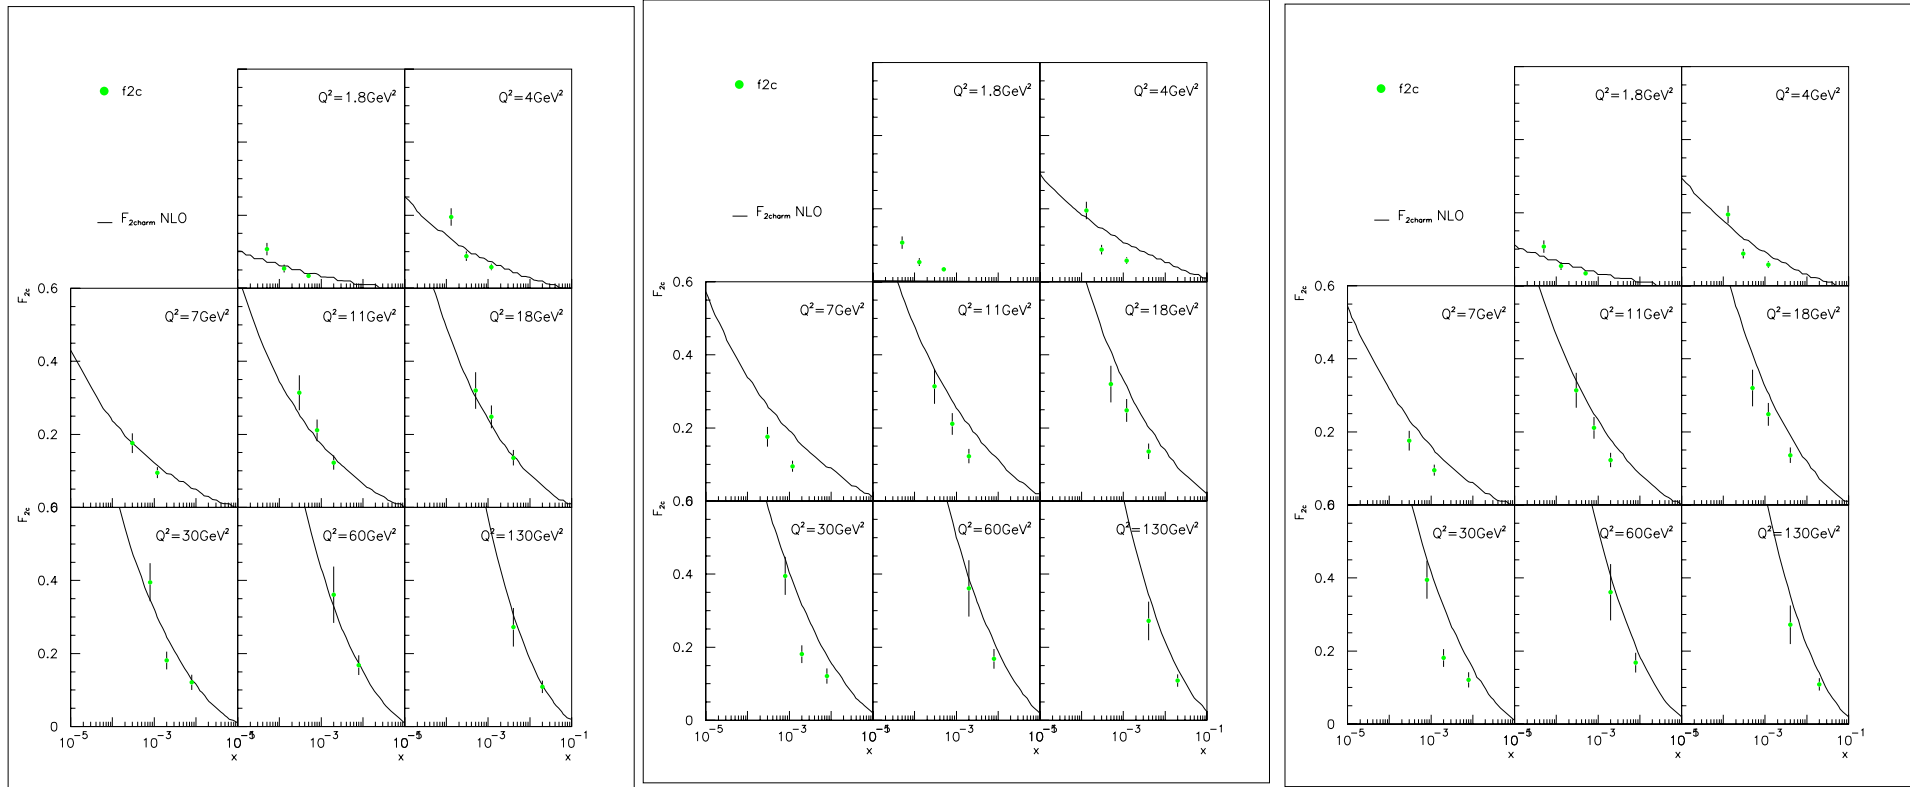 f2c
Q²=1.8GeV² Q²=4GeV²
— F2charm NLO
F2c
0.6
Q²=7GeV² Q²=11GeV² Q²=18GeV²
0.4
0.2
F2c
0
0.6
Q²=30GeV² Q²=60GeV² Q²=130GeV²
0.4
0.2
0
10⁻⁵ 10⁻³ 10⁻⁵ 10⁻³ 10⁻⁵ 10⁻³ 10⁻¹
x x
f2c
Q²=1.8GeV² Q²=4GeV²
— F2charm NLO
F2c
0.6
Q²=7GeV² Q²=11GeV² Q²=18GeV²
0.4
0.2
F2c
0
0.6
Q²=30GeV² Q²=60GeV² Q²=130GeV²
0.4
0.2
0
10⁻⁵ 10⁻³ 10⁻⁵ 10⁻³ 10⁻⁵ 10⁻³ 10⁻¹
x x
f2c
Q²=1.8GeV² Q²=4GeV²
— F2charm NLO
F2c
0.6
Q²=7GeV² Q²=11GeV² Q²=18GeV²
0.4
0.2
F2c
0
0.6
Q²=30GeV² Q²=60GeV² Q²=130GeV²
0.4
0.2
0
10⁻⁵ 10⁻³ 10⁻⁵ 10⁻³ 10⁻⁵ 10⁻³ 10⁻¹
x x